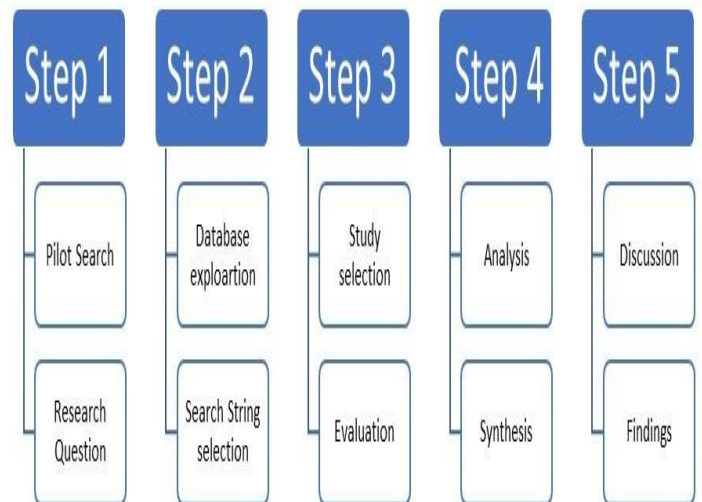 Step 1
Step 2
Step 3
Step 4
Step 5
Pilot Search
Database
exploartion
Study
selection
Analysis
Discussion
Research
Question
Search String
selection
Evaluation
Synthesis
Findings